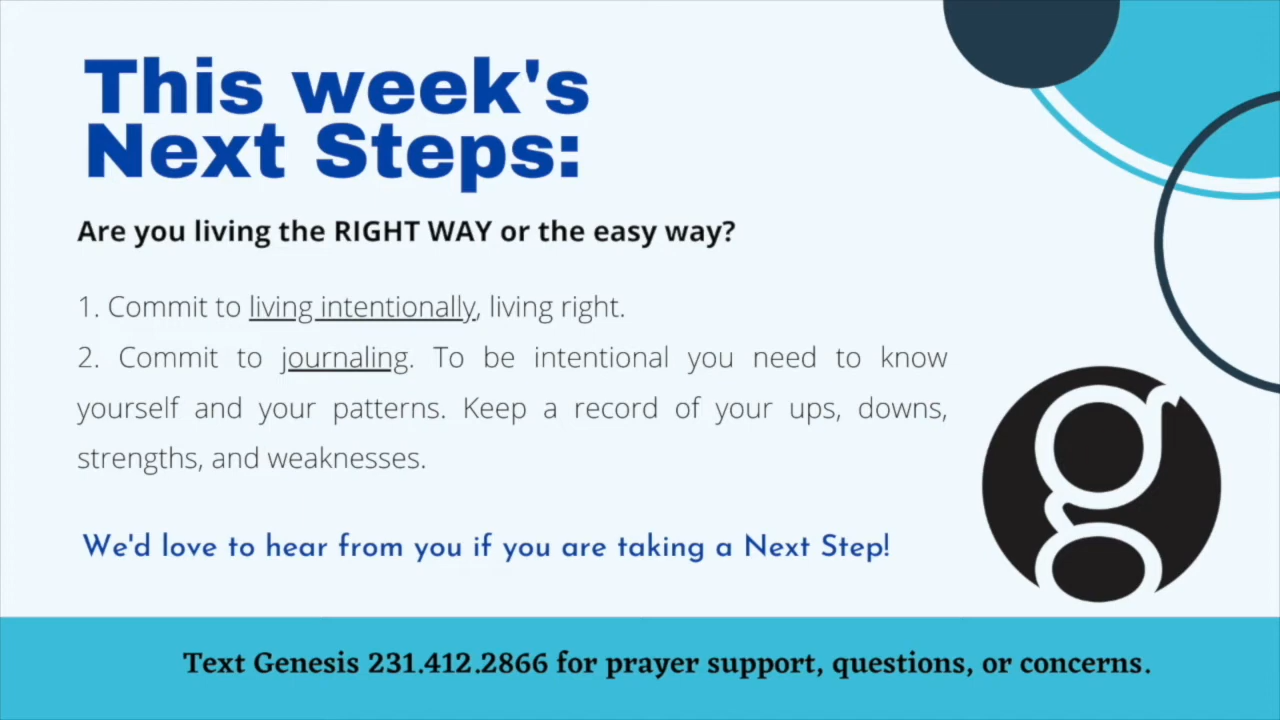 This week's
Next Steps:
Are you living the RIGHT WAY or the easy way?
1. Commit to living intentionally, living right.
2. Commit to journaling. To be intentional you need to know
yourself and your patterns. Keep a record of your ups, downs,
strengths, and weaknesses.
We'd love to hear from you if you are taking a Next Step!
g
Text Genesis 231.412.2866 for prayer support, questions, or concerns.